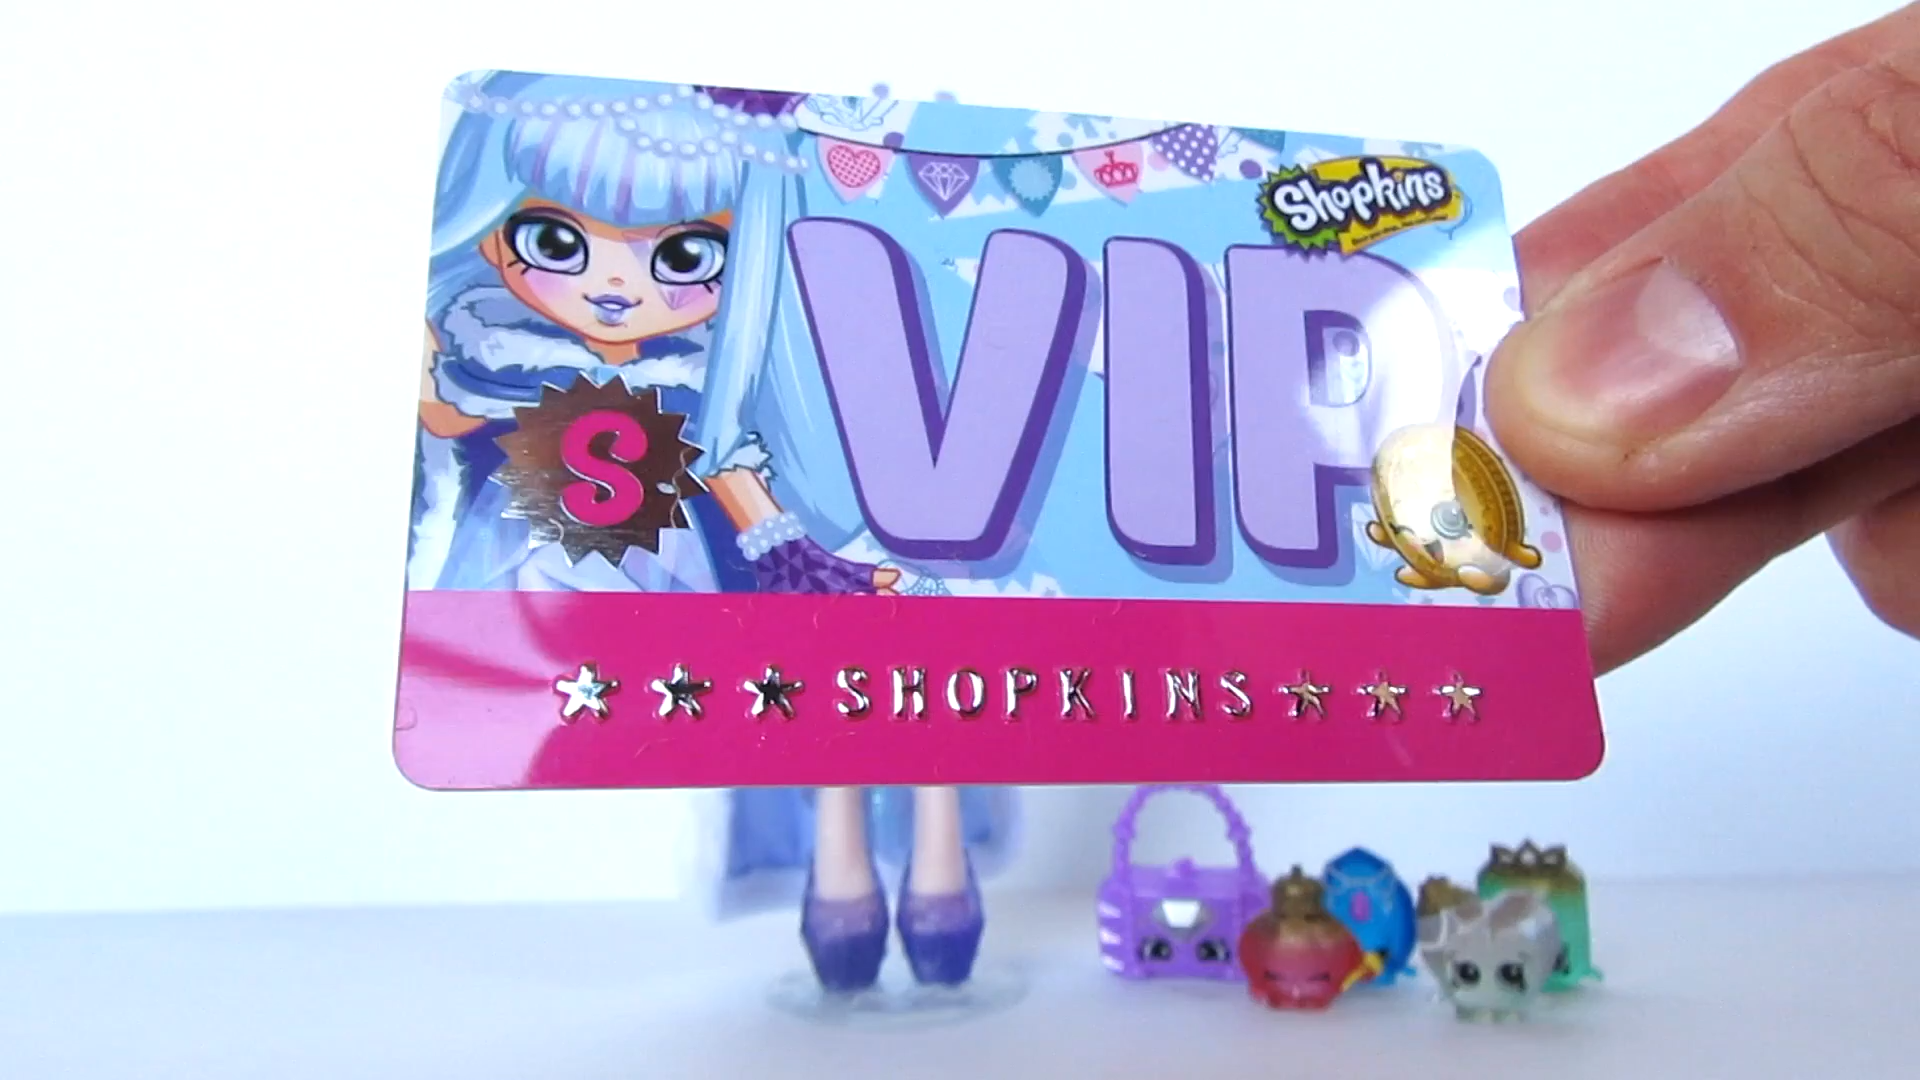 Shopkins
VIP
S
★ ★ ★ SHOPKINS ★ ★ ★